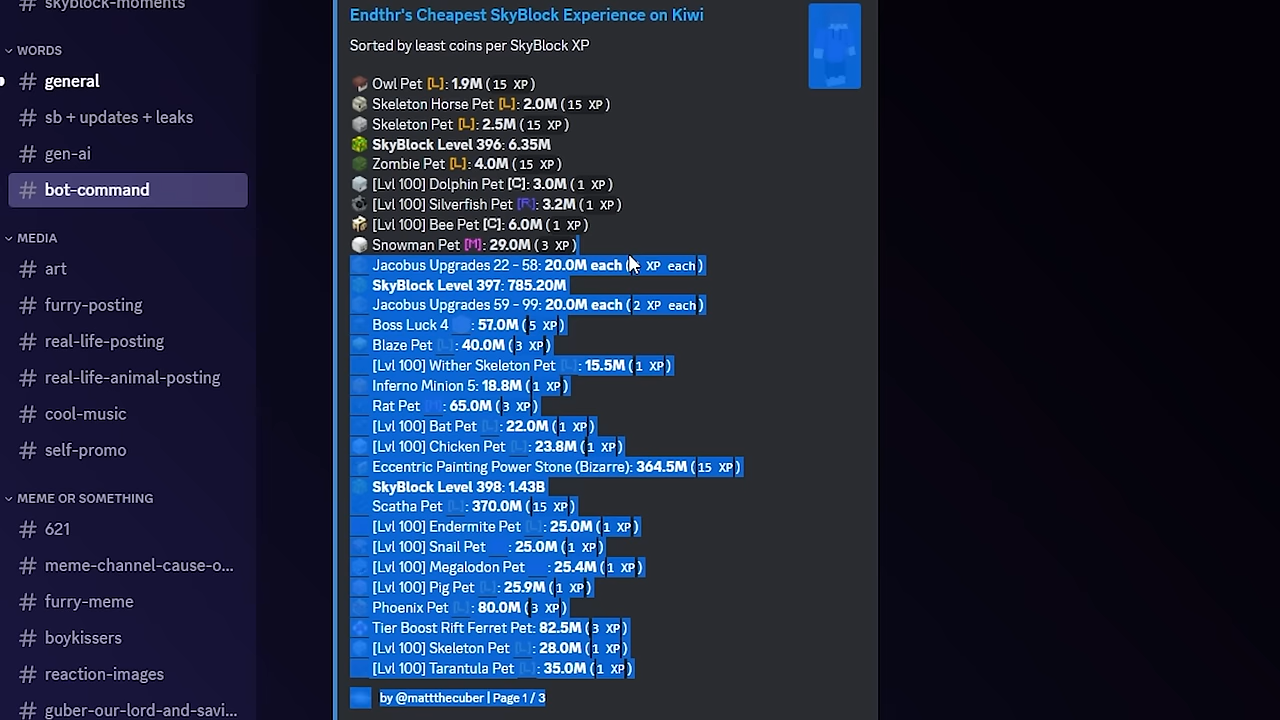 skyblock-moments
WORDS
# general
# sb + updates + leaks
# gen-ai
# bot-command
MEDIA
# art
# furry-posting
# real-life-posting
# real-life-animal-posting
# cool-music
# self-promo
MEME OR SOMETHING
# 621
# meme-channel-cause-o...
# furry-meme
# boykissers
# reaction-images
# guber-our-lord-and-savi...
Endthr's Cheapest SkyBlock Experience on Kiwi
Sorted by least coins per SkyBlock XP
Owl Pet [L]: 1.9M (15 XP)
Skeleton Horse Pet [L]: 2.0M (15 XP)
Skeleton Pet [L]: 2.5M (15 XP)
SkyBlock Level 396: 6.35M
Zombie Pet [L]: 4.0M (15 XP)
[Lvl 100] Dolphin Pet [C]: 3.0M (1 XP)
[Lvl 100] Silverfish Pet [R]: 3.2M (1 XP)
[Lvl 100] Bee Pet [C]: 6.0M (1 XP)
Snowman Pet [M]: 29.0M (3 XP)
Jacobus Upgrades 22 - 58: 20.0M each ( XP each)
SkyBlock Level 397: 785.20M
Jacobus Upgrades 59 - 99: 20.0M each (2 XP each)
Boss Luck 4 : 57.0M (5 XP)
Blaze Pet [L]: 40.0M (3 XP)
[Lvl 100] Wither Skeleton Pet [L]: 15.5M (1 XP)
Inferno Minion 5: 18.8M (1 XP)
Rat Pet [M]: 65.0M (3 XP)
[Lvl 100] Bat Pet [L]: 22.0M (1 XP)
[Lvl 100] Chicken Pet [L]: 23.8M (1 XP)
Eccentric Painting Power Stone (Bizarre): 364.5M (15 XP)
SkyBlock Level 398: 1.43B
Scatha Pet [L]: 370.0M (15 XP)
[Lvl 100] Endermite Pet [L]: 25.0M (1 XP)
[Lvl 100] Snail Pet : 25.0M (1 XP)
[Lvl 100] Megalodon Pet : 25.4M (1 XP)
[Lvl 100] Pig Pet [L]: 25.9M (1 XP)
Phoenix Pet [L]: 80.0M (3 XP)
Tier Boost Rift Ferret Pet: 82.5M (3 XP)
[Lvl 100] Skeleton Pet [L]: 28.0M (1 XP)
[Lvl 100] Tarantula Pet [L]: 35.0M (1 XP)
by @mattthecuber | Page 1 / 3